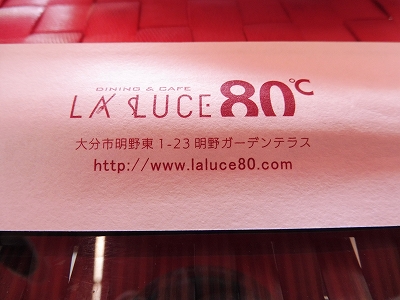 DINING & CAFE
LA LUCE 80℃
大分市明野東1-23 明野ガーデンテラス
http://www.laluce80.com